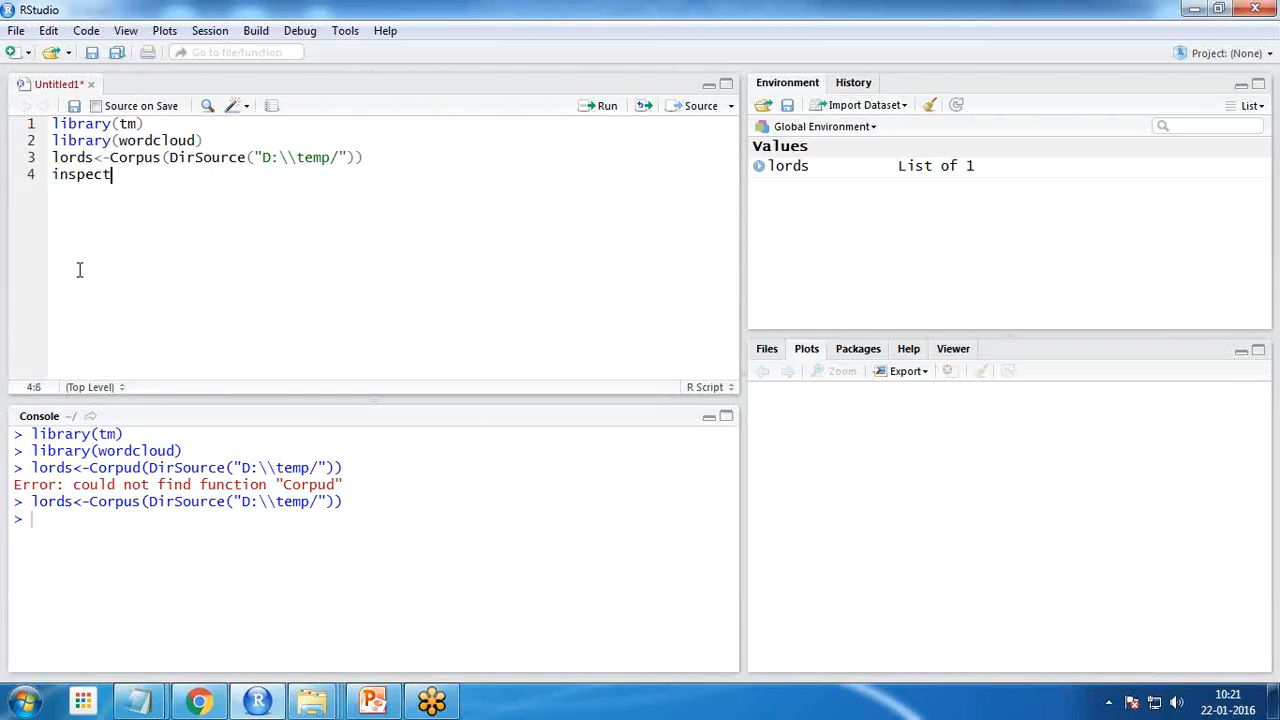 RStudio
File Edit Code View Plots Session Build Debug Tools Help
Go to file/function
Project: (None)
Untitled1*
Source on Save
Run
Source
1 library(tm)
2 library(wordcloud)
3 lords<-Corpus(DirSource("D:\\temp/"))
4 inspect
4:6 (Top Level) R Script
Console ~/
> library(tm)
> library(wordcloud)
> lords<-Corpud(DirSource("D:\\temp/"))
Error: could not find function "Corpud"
> lords<-Corpus(DirSource("D:\\temp/"))
>
Environment History
Import Dataset List
Global Environment
Values
lords List of 1
Files Plots Packages Help Viewer
Zoom Export
10:21
22-01-2016